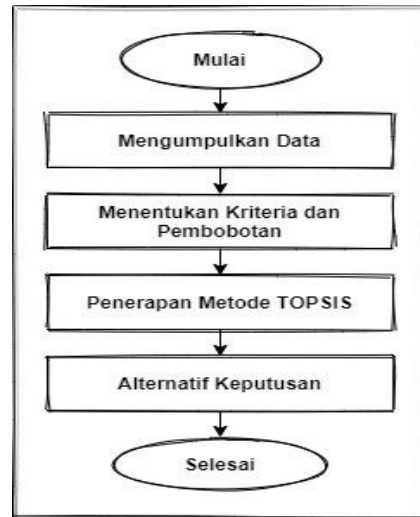 Mulai
Mengumpulkan Data
Menentukan Kriteria dan
Pembobotan
Penerapan Metode TOPSIS
Alternatif Keputusan
Selesai